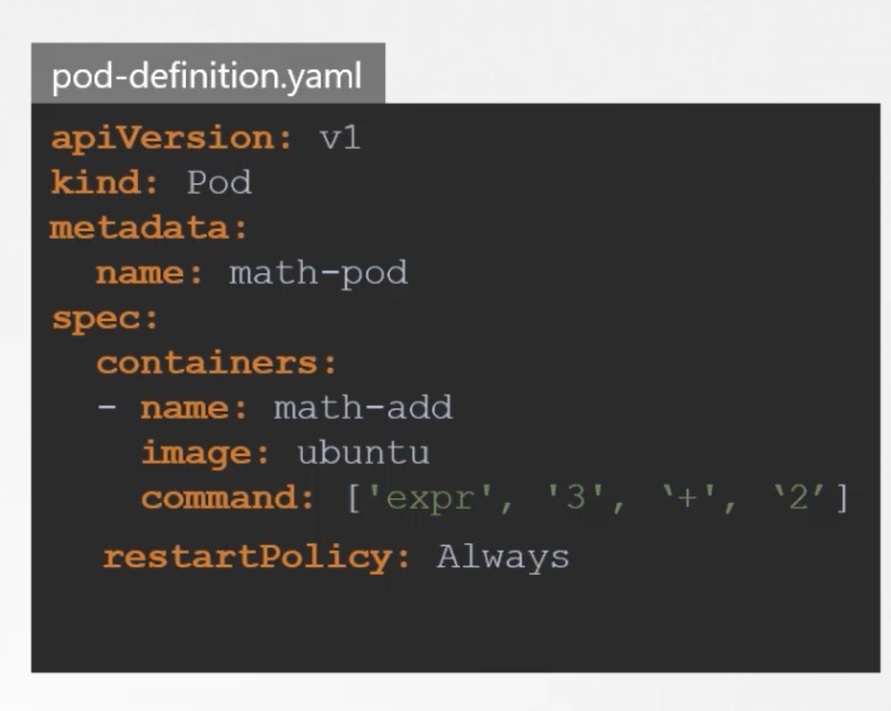 pod-definition.yaml
apiVersion: v1
kind: Pod
metadata:
  name: math-pod
spec:
  containers:
  - name: math-add
    image: ubuntu
    command: ['expr', '3', ‘+', ‘2’]
  restartPolicy: Always